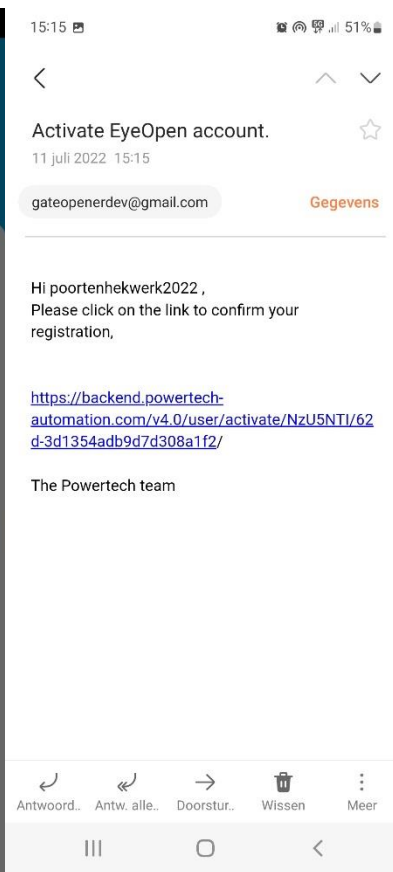 15:15 5G 51%
Activate EyeOpen account.
11 juli 2022 15:15
gateopenerdev@gmail.com Gegevens
Hi poortenhekwerk2022 ,
Please click on the link to confirm your
registration,
https://backend.powertech-
automation.com/v4.0/user/activate/NzU5NTI/62
d-3d1354adb9d7d308a1f2/
The Powertech team
Antwoord.. Antw. alle.. Doorstur.. Wissen Meer